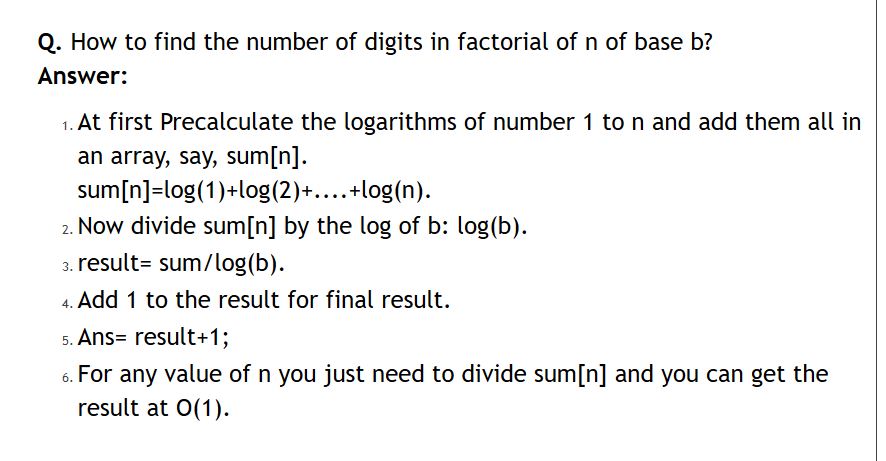 Q. How to find the number of digits in factorial of n of base b?
Answer:
1. At first Precalculate the logarithms of number 1 to n and add them all in
an array, say, sum[n].
sum[n]=log(1)+log(2)+....+log(n).
2. Now divide sum[n] by the log of b: log(b).
3. result= sum/log(b).
4. Add 1 to the result for final result.
5. Ans= result+1;
6. For any value of n you just need to divide sum[n] and you can get the
result at O(1).